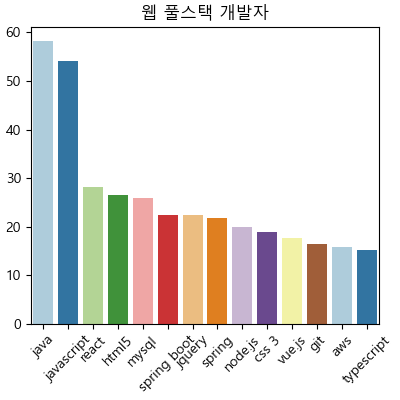 웹 풀스택 개발자
60
50
40
30
20
10
0
java
javascript
react
html5
mysql
spring boot
jquery
spring
node.js
css 3
vue.js
git
aws
typescript